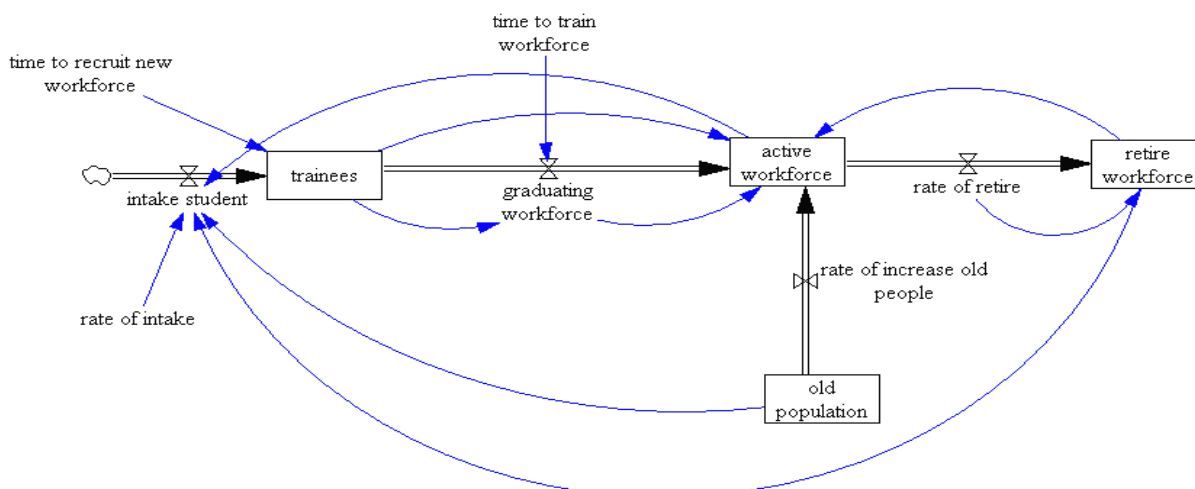 time to train
workforce
time to recruit new
workforce
trainees
active
workforce
retire
workforce
intake student
graduating
workforce
rate of retire
rate of increase old
people
rate of intake
old
population